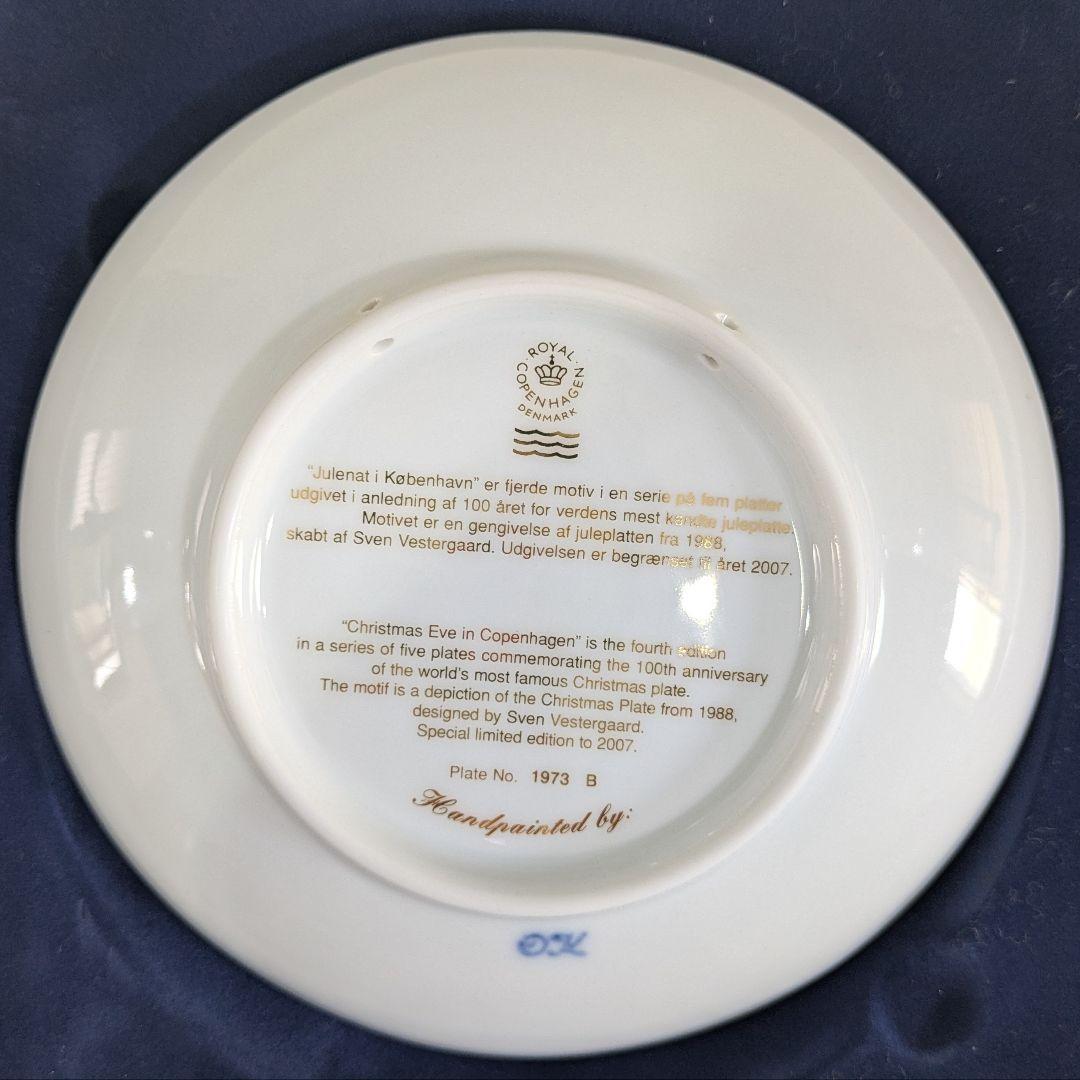 ROYAL
COPENHAGEN
DENMARK
"Julenat i København" er fjerde motiv i en serie på fem platter
udgivet i anledning af 100 året for verdens mest kendte juleplatte.
Motivet er en gengivelse af juleplatten fra 1988,
skabt af Sven Vestergaard. Udgivelsen er begrænset til året 2007.
"Christmas Eve in Copenhagen" is the fourth edition
in a series of five plates commemorating the 100th anniversary
of the world's most famous Christmas plate.
The motif is a depiction of the Christmas Plate from 1988,
designed by Sven Vestergaard.
Special limited edition to 2007.
Plate No. 1973 B
Handpainted by: